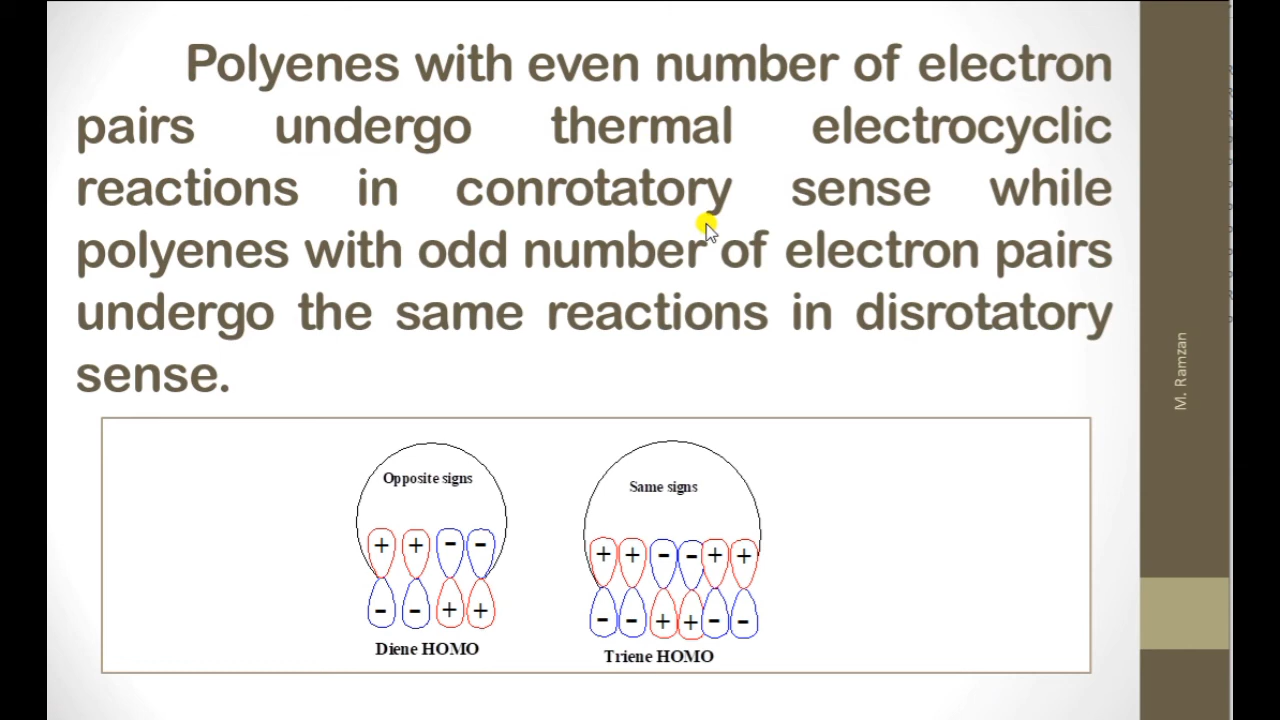 Polyenes with even number of electron
pairs undergo thermal electrocyclic
reactions in conrotatory sense while
polyenes with odd number of electron pairs
undergo the same reactions in disrotatory
sense.
M. Ramzan
Opposite signs
+ + - -
- - + +
Diene HOMO
Same signs
+ + - - + +
- - + + - -
Triene HOMO